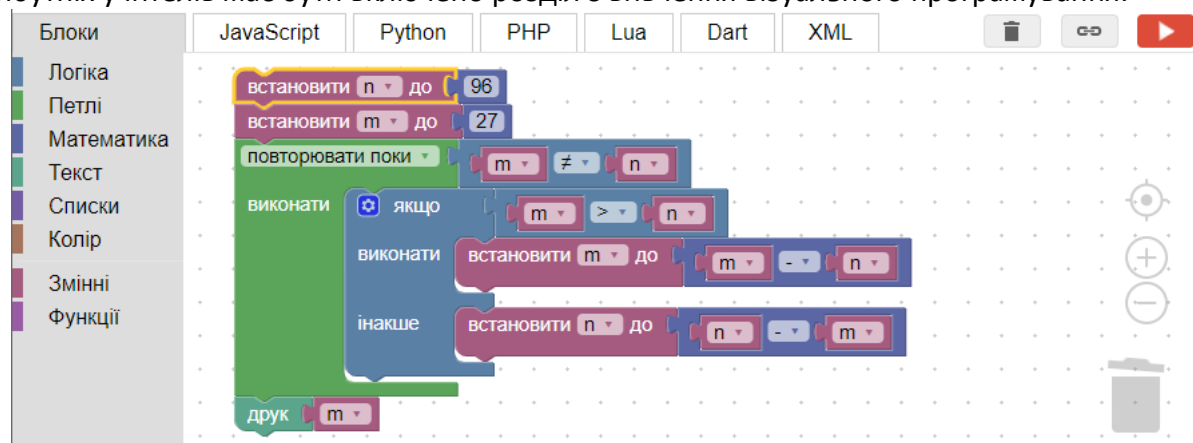 Блоки JavaScript Python PHP Lua Dart XML
Логіка
Петлі
Математика
Текст
Списки
Колір
Змінні
Функції
встановити n до 96
встановити m до 27
повторювати поки m ≠ n
виконати якщо m > n
виконати встановити m до m - n
інакше встановити n до n - m
друк m